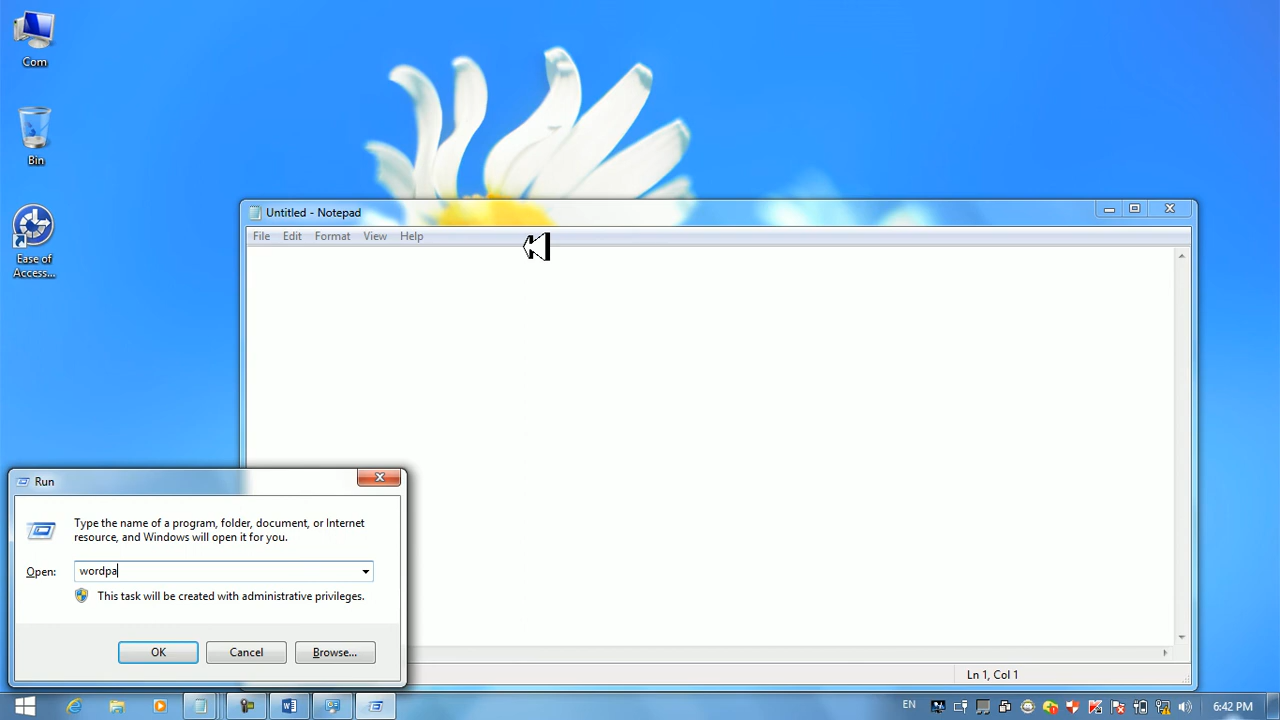 Com
Bin
Ease of
Access...
Untitled - Notepad
File Edit Format View Help
Run
Type the name of a program, folder, document, or Internet
resource, and Windows will open it for you.
Open: wordpa
This task will be created with administrative privileges.
OK Cancel Browse...
Ln 1, Col 1
EN 6:42 PM